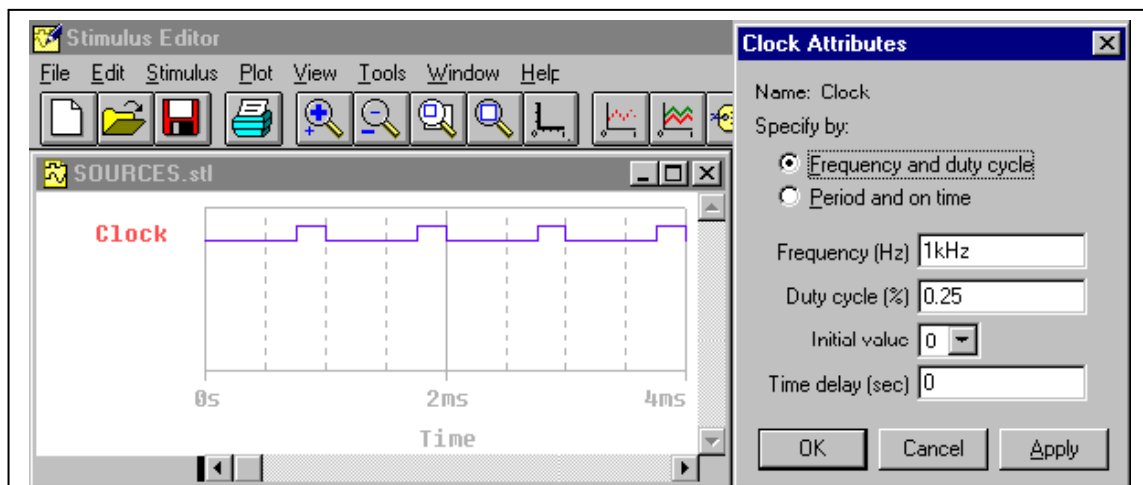 Stimulus Editor
File Edit Stimulus Plot View Tools Window Help
SOURCES.stl
Clock
0s 2ms 4ms
Time
Clock Attributes
Name: Clock
Specify by:
Frequency and duty cycle
Period and on time
Frequency (Hz) 1kHz
Duty cycle (%) 0.25
Initial value 0
Time delay (sec) 0
OK Cancel Apply